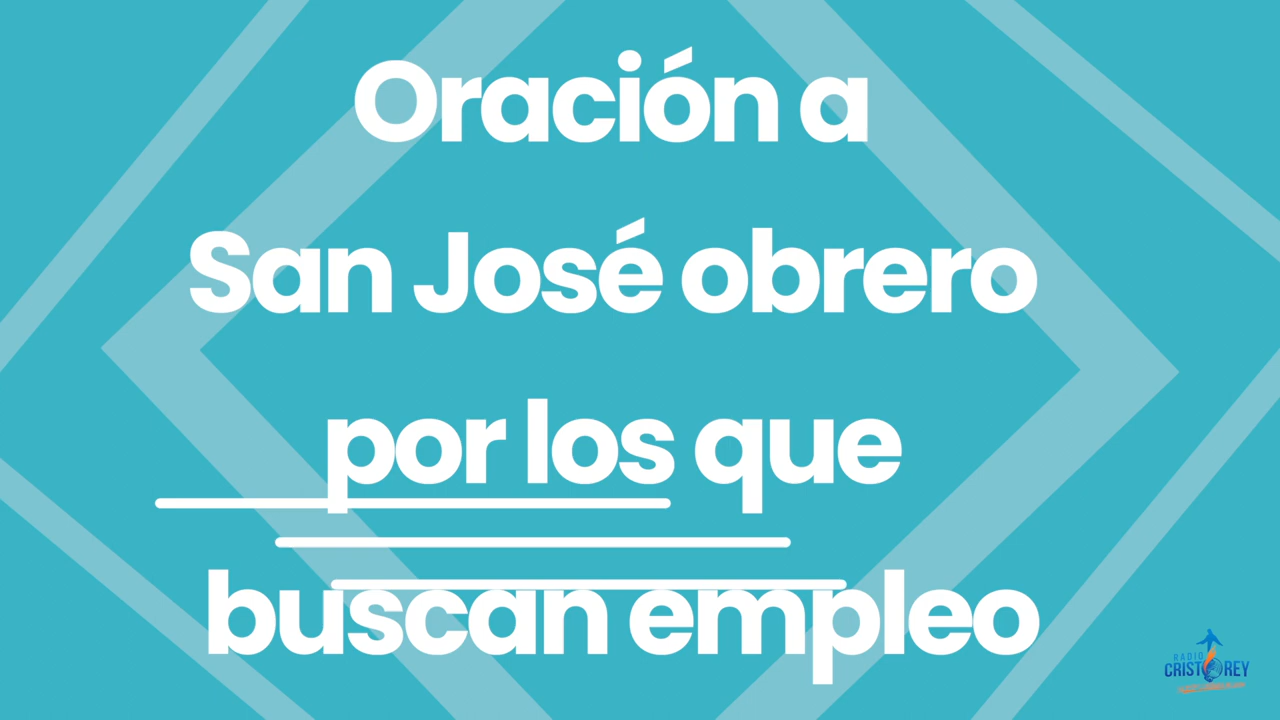 Oración a
San José obrero
por los que
buscan empleo
RADIO
CRISTO REY